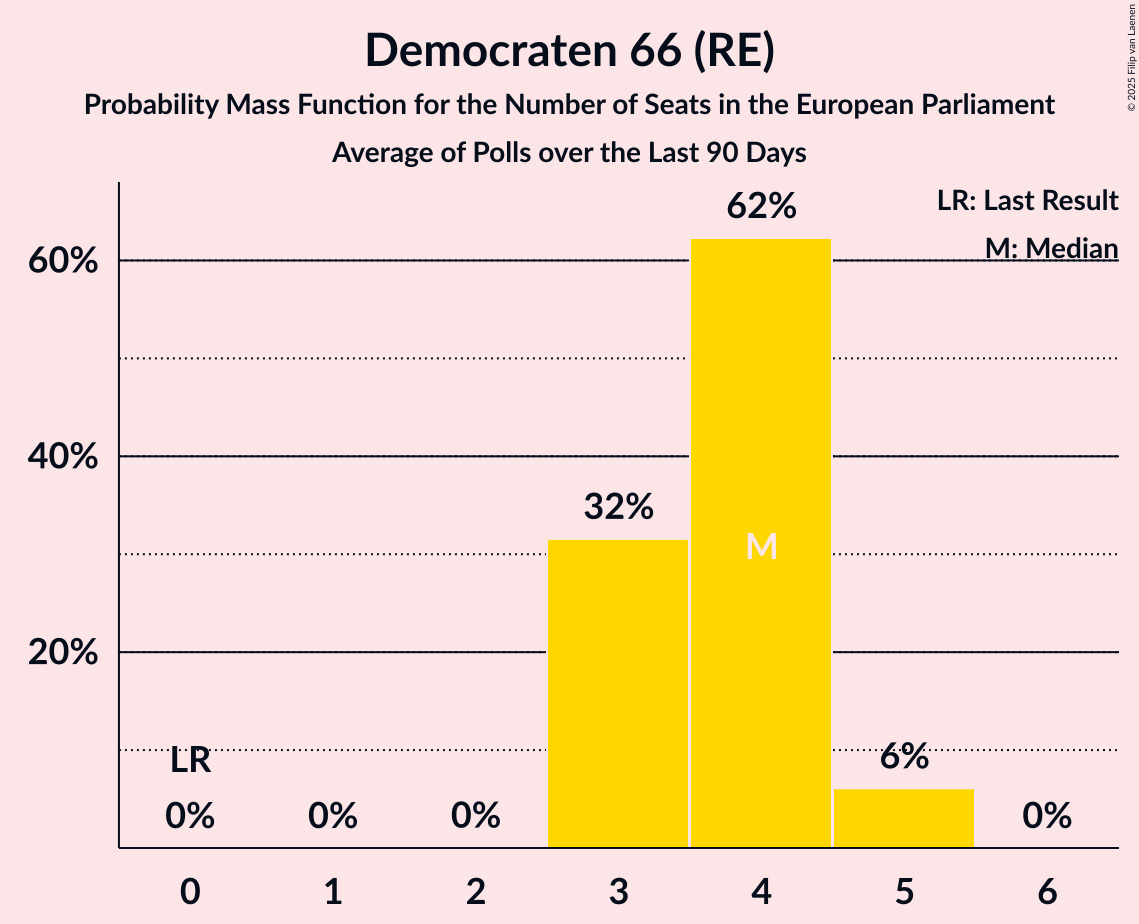 Democraten 66 (RE)
Probability Mass Function for the Number of Seats in the European Parliament
Average of Polls over the Last 90 Days
© 2025 Filip van Laenen
LR: Last Result
M: Median
62%
60%
40%
32%
M
20%
LR
6%
0% 0% 0% 0%
0 1 2 3 4 5 6